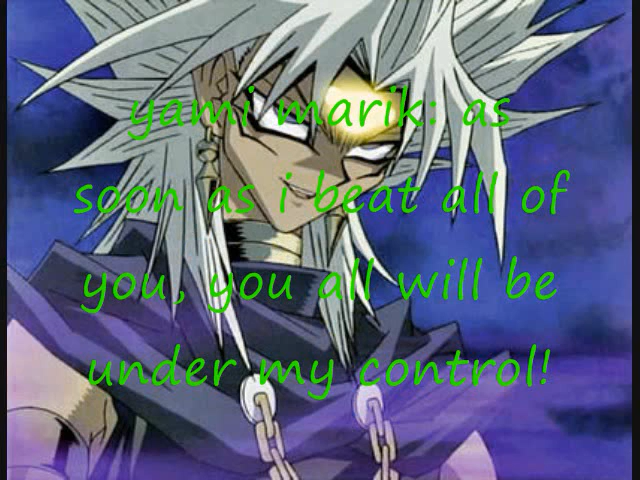 yami marik: as
soon as i beat all of
you, you all will be
under my control!